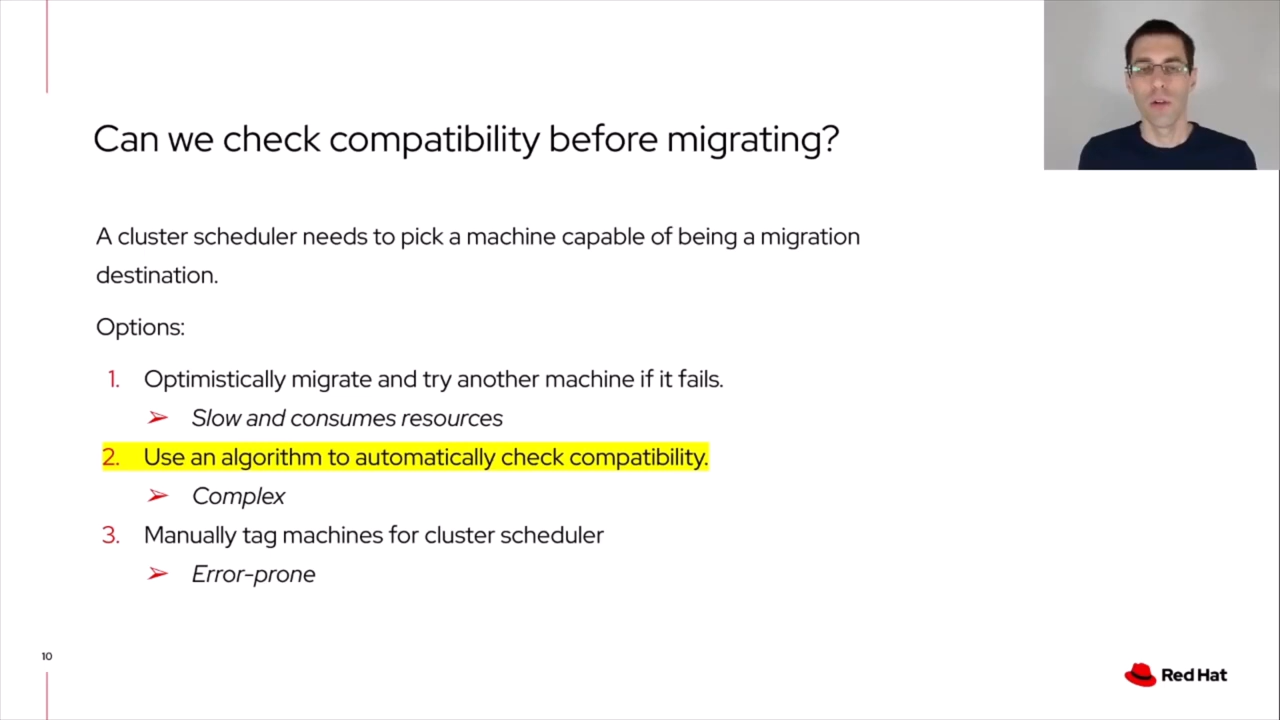 Can we check compatibility before migrating?
A cluster scheduler needs to pick a machine capable of being a migration
destination.
Options:
1. Optimistically migrate and try another machine if it fails.
➢ Slow and consumes resources
2. Use an algorithm to automatically check compatibility.
➢ Complex
3. Manually tag machines for cluster scheduler
➢ Error-prone
10
Red Hat